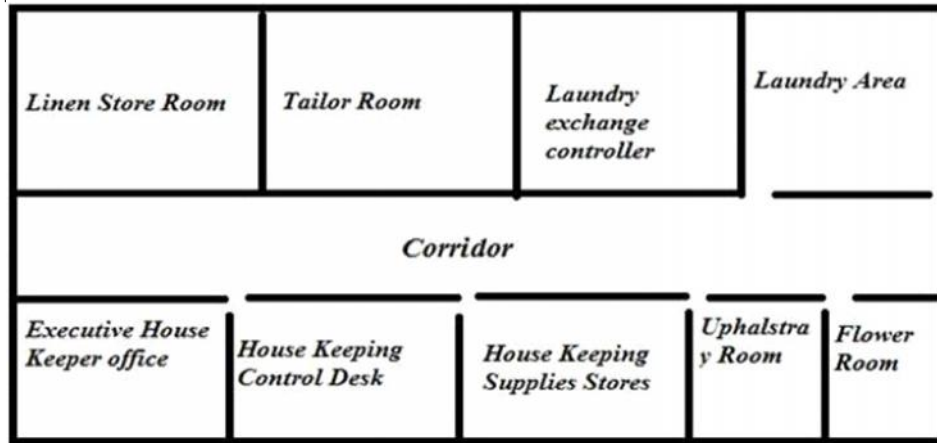 Linen Store Room
Tailor Room
Laundry
exchange
controller
Laundry Area
Corridor
Executive House
Keeper office
House Keeping
Control Desk
House Keeping
Supplies Stores
Uphalstra
y Room
Flower
Room